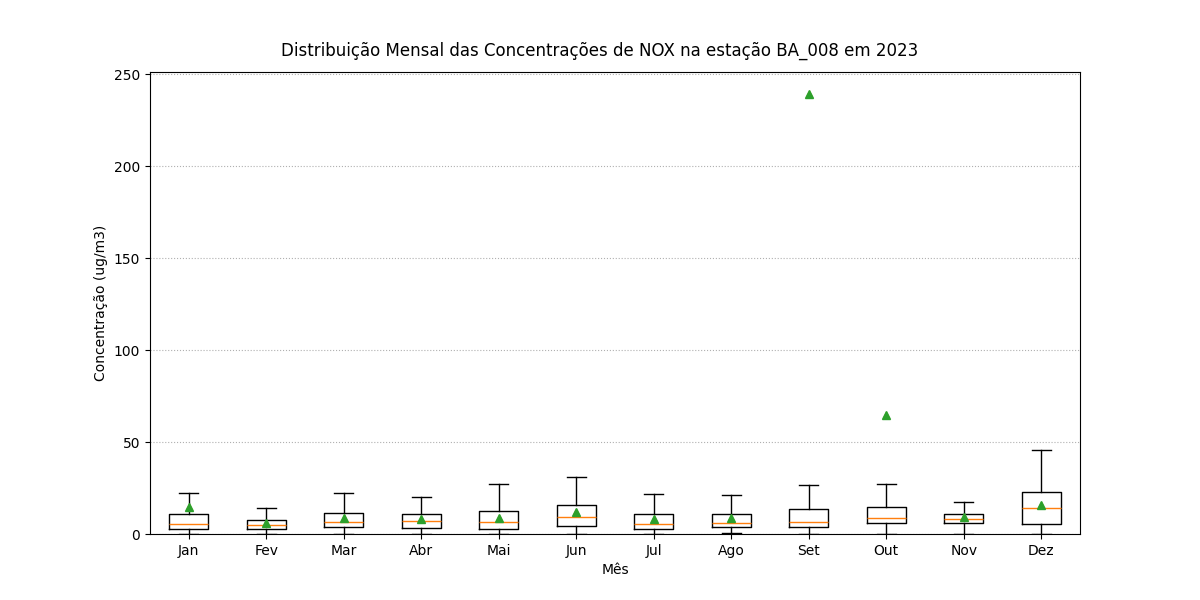 Distribuição Mensal das Concentrações de NOX na estação BA_008 em 2023
Concentração (ug/m3)
250
200
150
100
50
0
Jan Fev Mar Abr Mai Jun Jul Ago Set Out Nov Dez
Mês